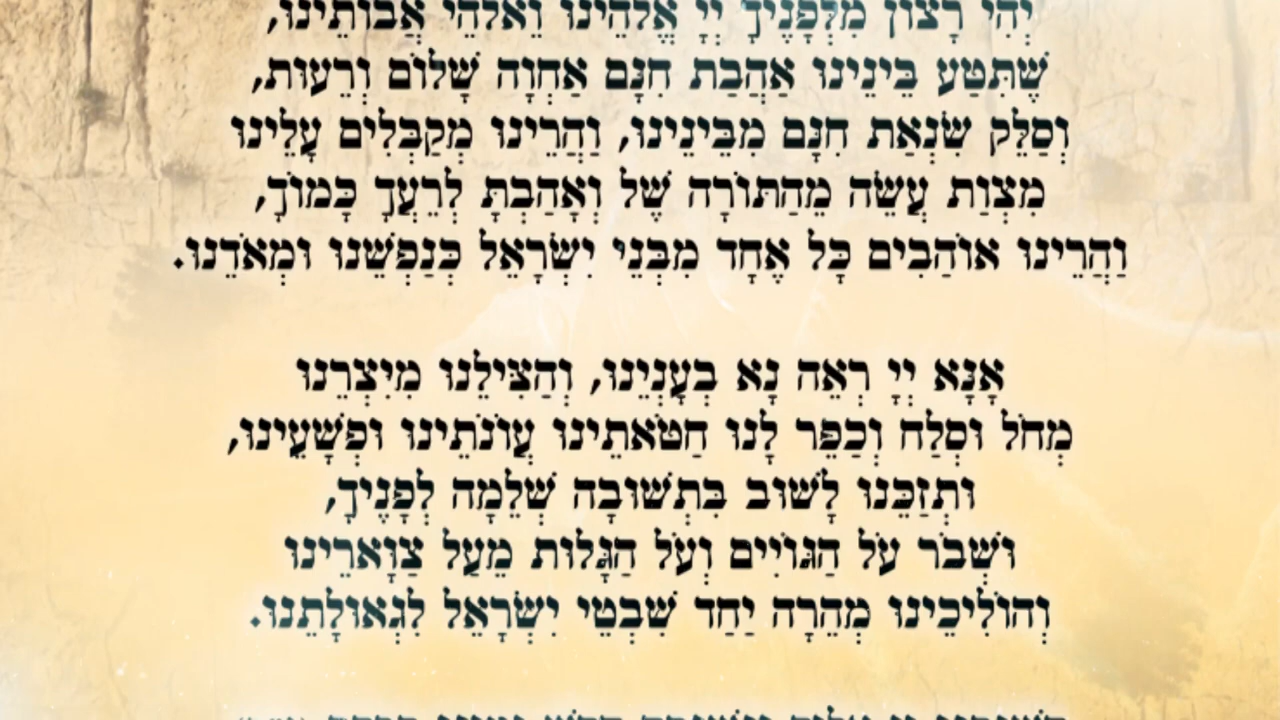 יְהִי רָצוֹן מִלְּפָנֶיךָ יְיָ אֱלֹהֵינוּ וֵאלֹהֵי אֲבוֹתֵינוּ,
שֶׁתִּטַּע בֵּינֵינוּ אַהֲבַת חִנָּם אַחְוָה שָׁלוֹם וְרֵעוּת,
וְסַלֵּק שִׂנְאַת חִנָּם מִבֵּינֵינוּ, וַהֲרֵינוּ מְקַבְּלִים עָלֵינוּ
מִצְוַת עֲשֵׂה מֵהַתּוֹרָה שֶׁל וְאָהַבְתָּ לְרֵעֲךָ כָּמוֹךָ,
וַהֲרֵינוּ אוֹהֲבִים כָּל אֶחָד מִבְּנֵי יִשְׂרָאֵל כְּנַפְשֵׁנוּ וּמְאֹדֵנוּ.
אָנָּא יְיָ רְאֵה נָא בְעָנְיֵנוּ, וְהַצִּילֵנוּ מִיִּצְרֵנוּ
מְחֹל וּסְלַח וְכַפֵּר לָנוּ חַטֹּאתֵינוּ עֲוֹנֹתֵינוּ וּפְשָׁעֵינוּ,
וּתְזַכֵּנוּ לָשׁוּב בִּתְשׁוּבָה שְׁלֵמָה לְפָנֶיךָ,
וּשְׁבֹר עֹל הַגּוֹיִים וְעֹל הַגָּלוּת מֵעַל צַוָּארֵינוּ
וְהוֹלִיכֵינוּ מְהֵרָה יַחַד שִׁבְטֵי יִשְׂרָאֵל לִגְאוּלָתֵנוּ.